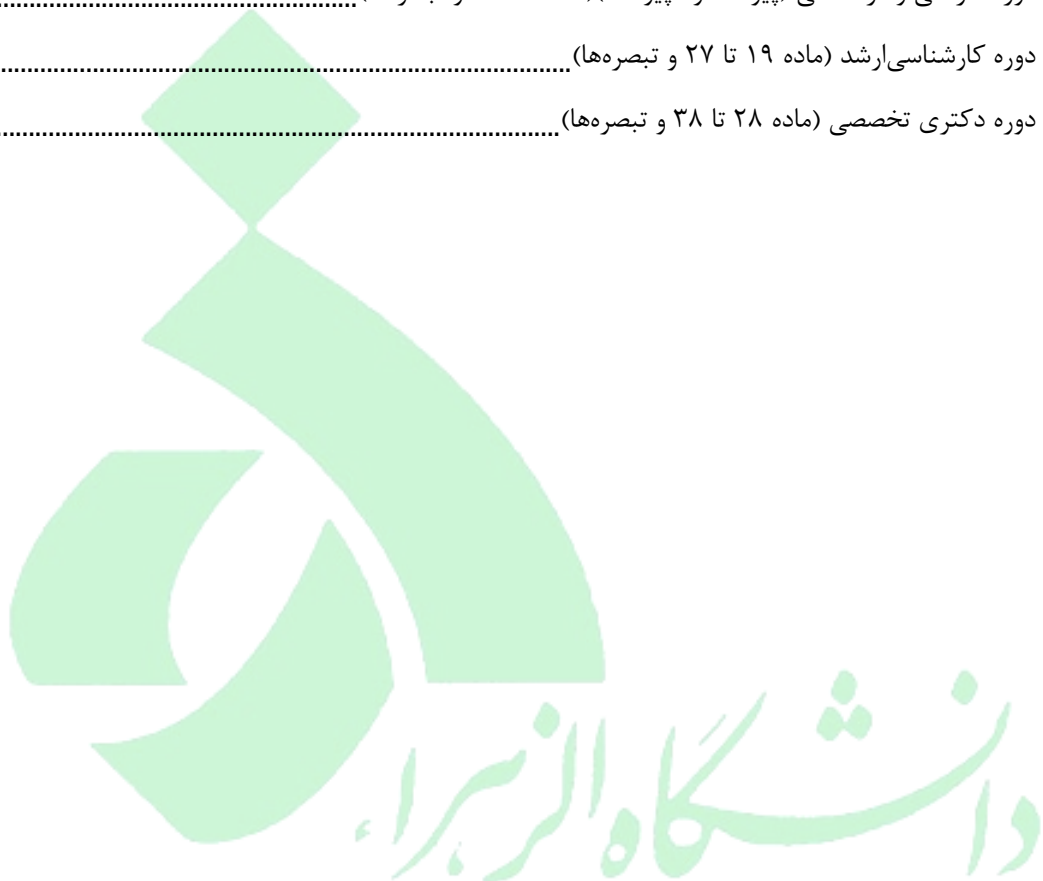 دوره کارشناسی‌ارشد (ماده ۱۹ تا ۲۷ و تبصره‌ها)
دوره دکتری تخصصی (ماده ۲۸ تا ۳۸ و تبصره‌ها)
دانشگاه الزهراء